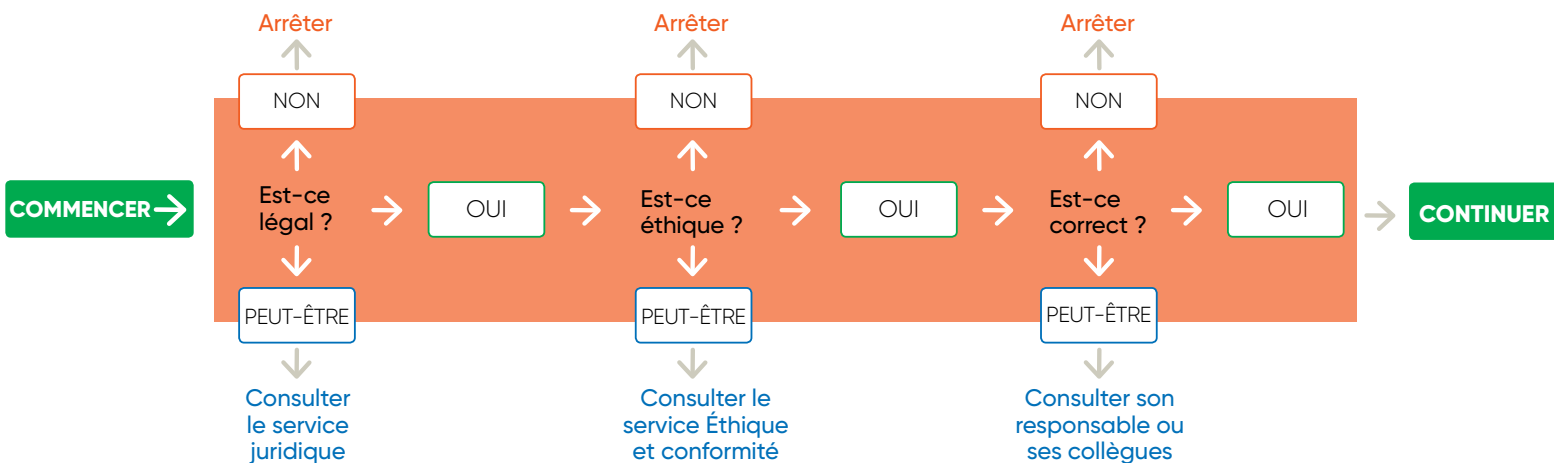 Arrêter
Arrêter
Arrêter
NON
NON
NON
COMMENCER
Est-ce
légal ?
OUI
Est-ce
éthique ?
OUI
Est-ce
correct ?
OUI
CONTINUER
PEUT-ÊTRE
PEUT-ÊTRE
PEUT-ÊTRE
Consulter
le service
juridique
Consulter le
service Éthique
et conformité
Consulter son
responsable ou
ses collègues